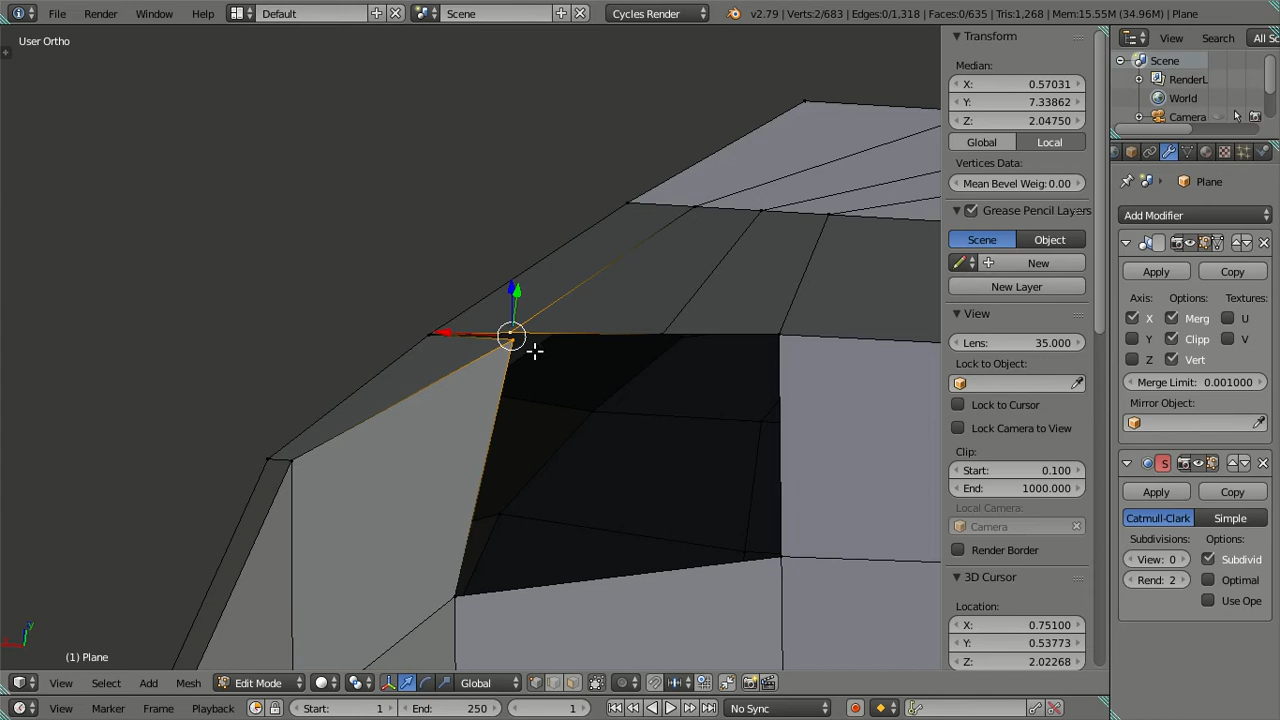 File Render Window Help Default Scene Cycles Render v2.79 | Verts:2/683 | Edges:0/1,318 | Faces:0/635 | Tris:1,268 | Mem:15.55M (34.96M) | Plane
User Ortho
Transform
Median:
X: 0.57031
Y: 7.33862
Z: 2.04750
Global Local
Vertices Data:
Mean Bevel Weig: 0.00
Grease Pencil Layers
Scene Object
New
New Layer
View
Lens: 35.000
Lock to Object:
Lock to Cursor
Lock Camera to View
Clip:
Start: 0.100
End: 1000.000
Local Camera:
Camera
Render Border
3D Cursor
Location:
X: 0.75100
Y: 0.53773
Z: 2.02268
View Search All Sc
Scene
RenderL
World
Camera
Plane
Add Modifier
Apply Copy
Axis: Options: Textures:
X Merg U
Y Clipp V
Z Vert
Merge Limit: 0.001000
Mirror Object:
S
Apply Copy
Catmull-Clark Simple
Subdivisions: Options:
View: 0 Subdivid
Rend: 2 Optimal
Use Ope
(1) Plane
View Select Add Mesh Edit Mode Global
View Marker Frame Playback Start: 1 End: 250 1 No Sync